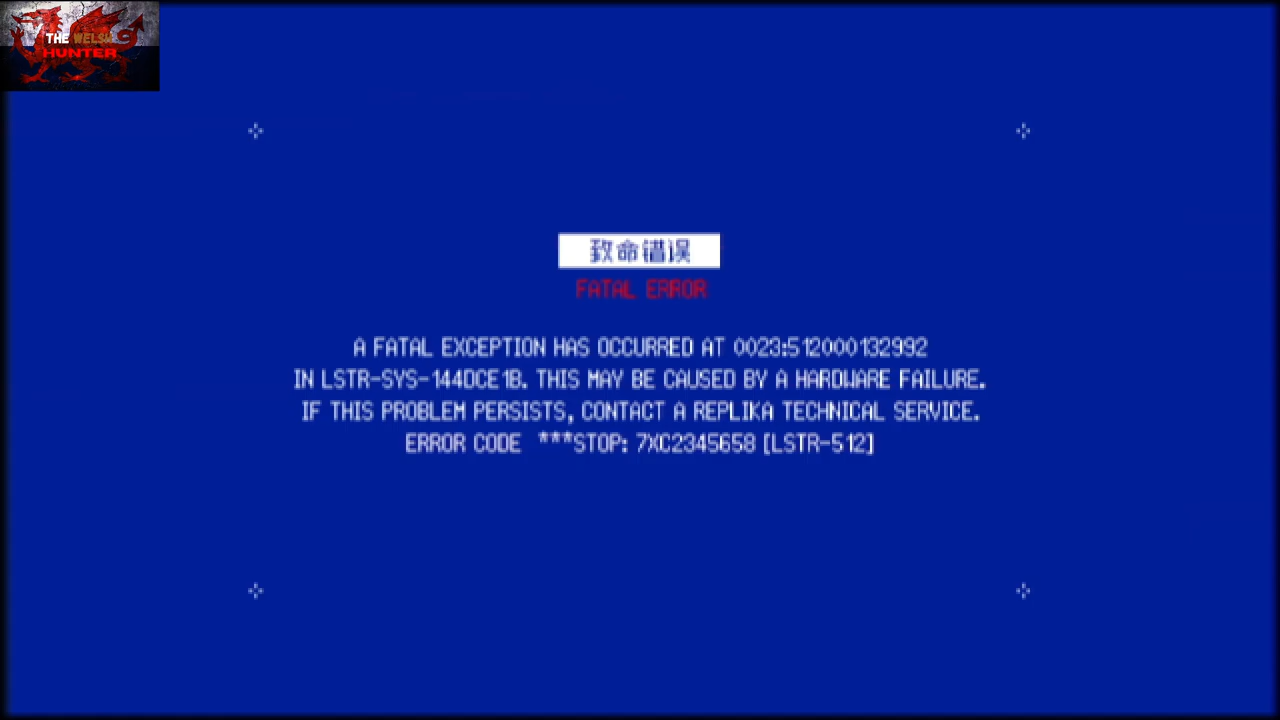 THE WELSH
HUNTER
致命错误
FATAL ERROR
A FATAL EXCEPTION HAS OCCURRED AT 0023:512000132992
IN LSTR-SYS-144DCE1B. THIS MAY BE CAUSED BY A HARDWARE FAILURE.
IF THIS PROBLEM PERSISTS, CONTACT A REPLIKA TECHNICAL SERVICE.
ERROR CODE ***STOP: 7XC2345658 [LSTR-512]